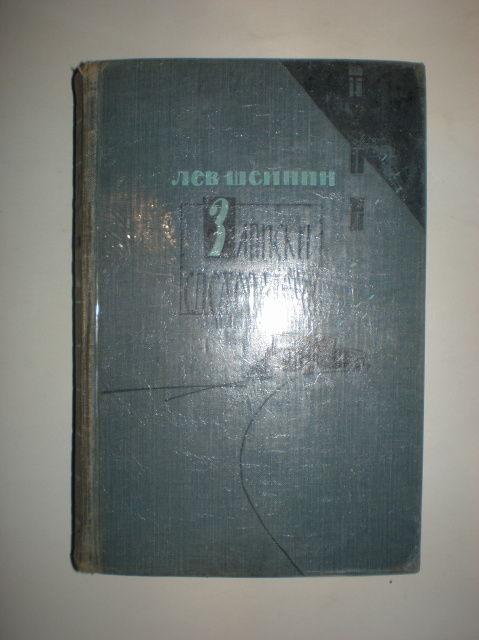 лев шейнин
Записки
следователя